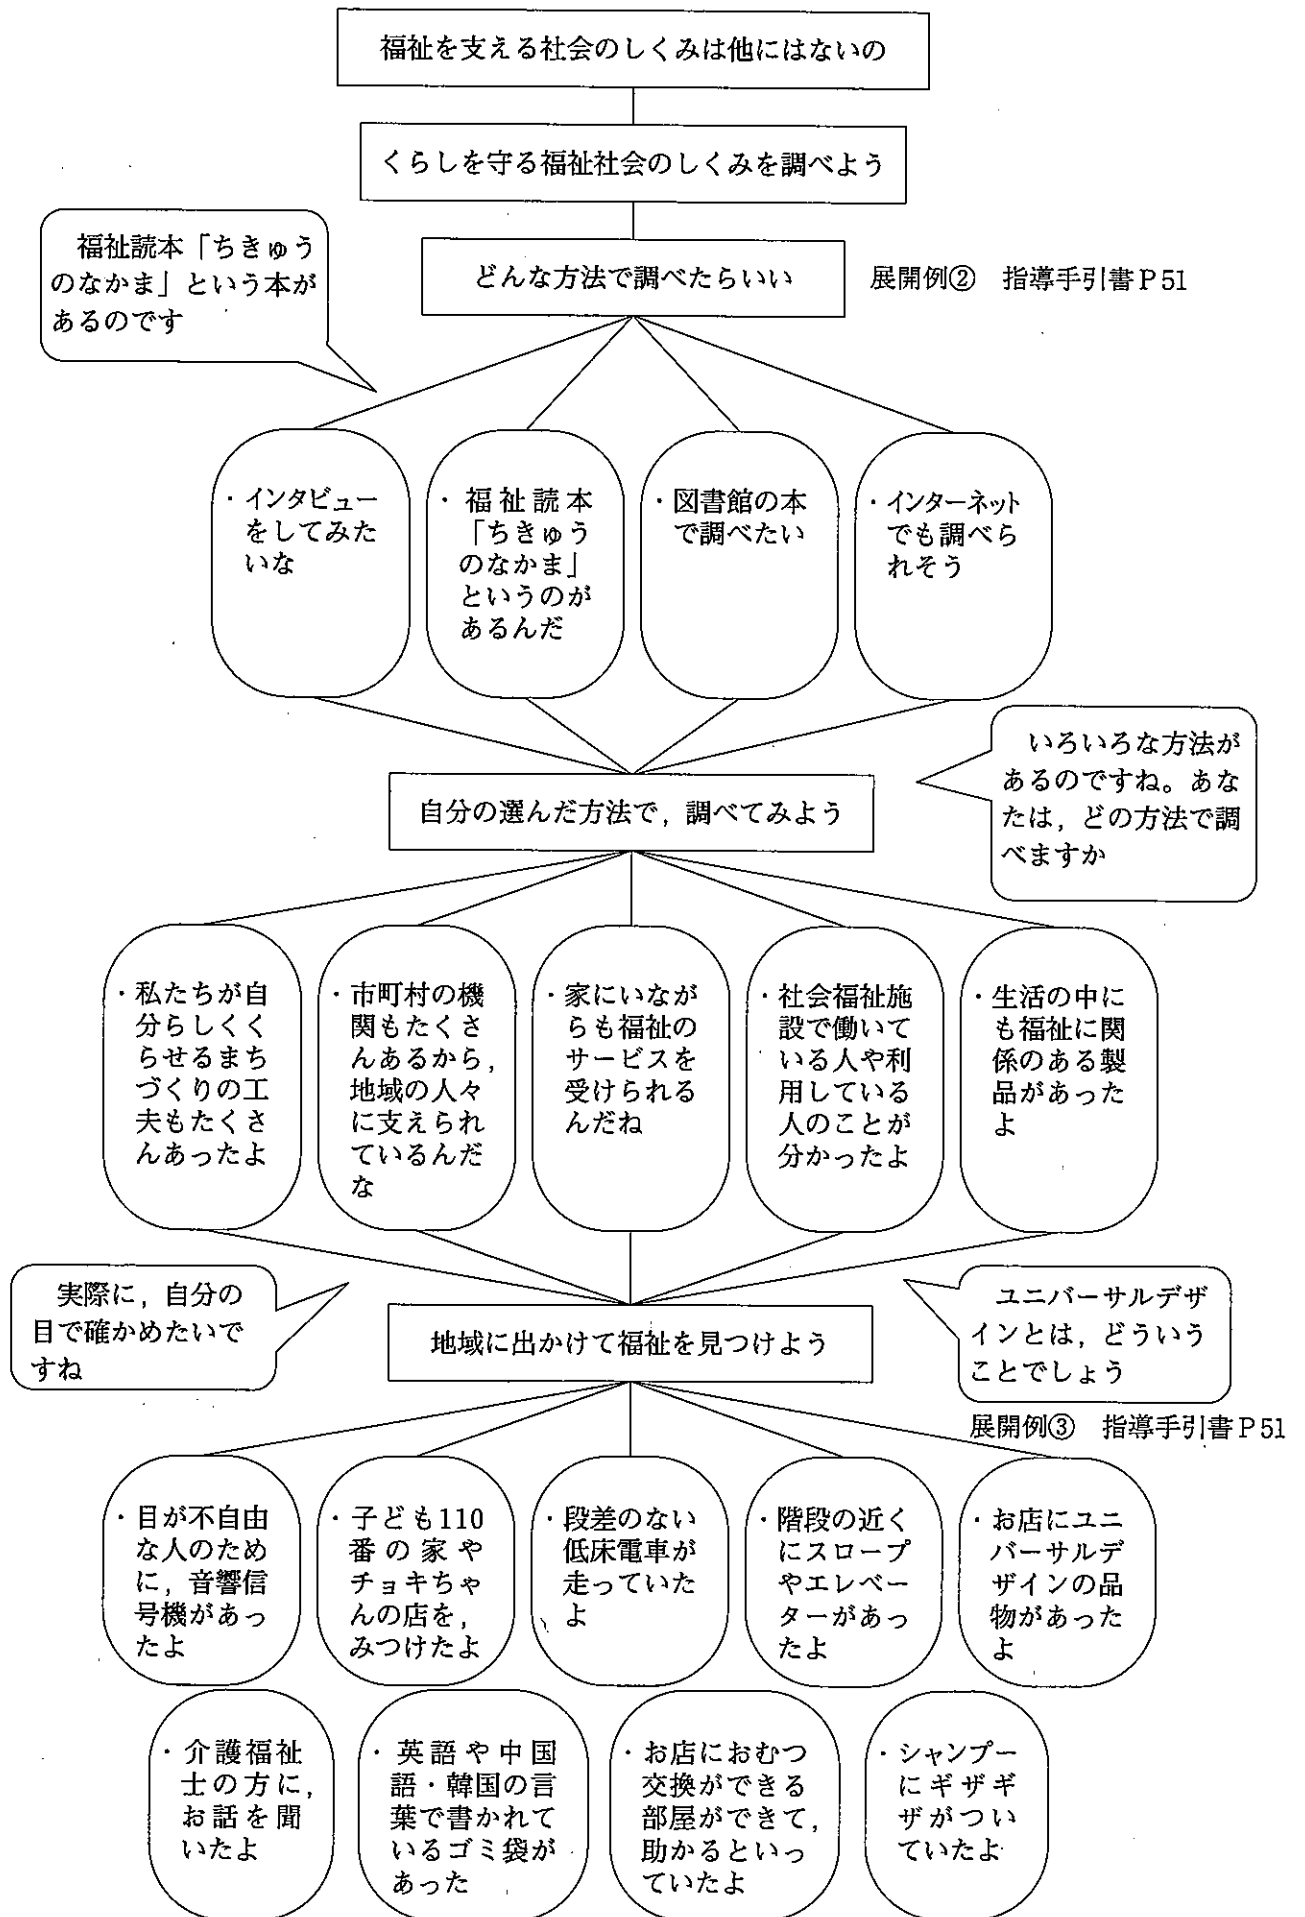 福祉を支える社会のしくみは他にはないの
くらしを守る福祉社会のしくみを調べよう
福祉読本「ちきゅう
のなかま」という本が
あるのです
どんな方法で調べたらいい
展開例② 指導手引書P51
・インタビュー
をしてみた
いな
・福祉読本
「ちきゅう
のなかま」
というのが
あるんだ
・図書館の本
で調べたい
・インターネット
でも調べら
れそう
いろいろな方法が
あるのですね。あな
たは,どの方法で調
べますか
自分の選んだ方法で,調べてみよう
・私たちが自
分らしくく
らせるまち
づくりの工
夫もたくさ
んあったよ
・市町村の機
関もたくさ
んあるから,
地域の人々
に支えられ
ているんだ
な
・家にいなが
らも福祉の
サービスを
受けられる
んだね
・社会福祉施
設で働いて
いる人や利
用している
人のことが
分かったよ
・生活の中に
も福祉に関
係のある製
品があった
よ
実際に,自分の
目で確かめたいで
すね
ユニバーサルデザ
インとは,どういう
ことでしょう
地域に出かけて福祉を見つけよう
展開例③ 指導手引書P51
・目が不自由
な人のため
に,音響信
号機があっ
たよ
・子ども110
番の家や
チョキちゃ
んの店を,
みつけたよ
・段差のない
低床電車が
走っていた
よ
・階段の近く
にスロープ
やエレベー
ターがあっ
たよ
・お店にユニ
バーサルデ
ザインの品
物があった
よ
・介護福祉
士の方に,
お話を聞
いたよ
・英語や中国
語・韓国の言
葉で書かれて
いるゴミ袋が
あった
・お店におむつ
交換ができる
部屋ができて,
助かるといっ
ていたよ
・シャンプー
にギザギ
ザがつい
ていたよ